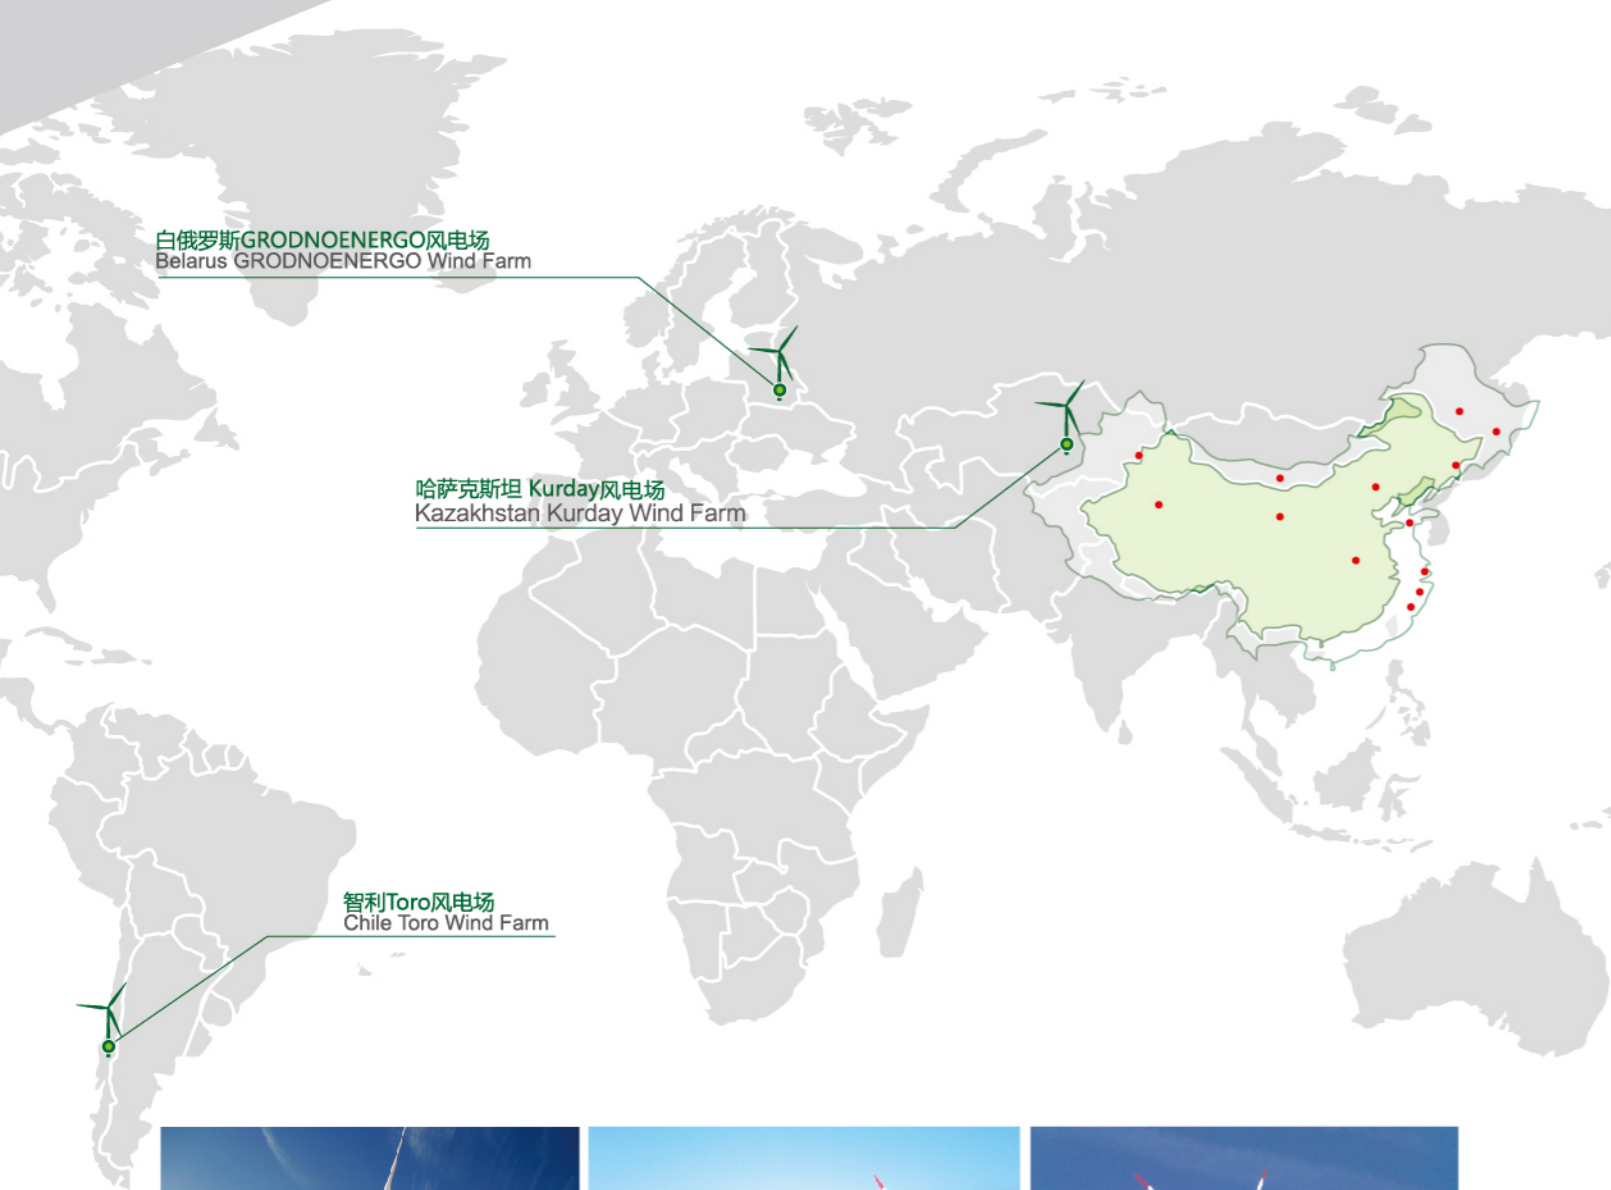 白俄罗斯GRODNOENERGO风电场
Belarus GRODNOENERGO Wind Farm
哈萨克斯坦 Kurday风电场
Kazakhstan Kurday Wind Farm
智利Toro风电场
Chile Toro Wind Farm